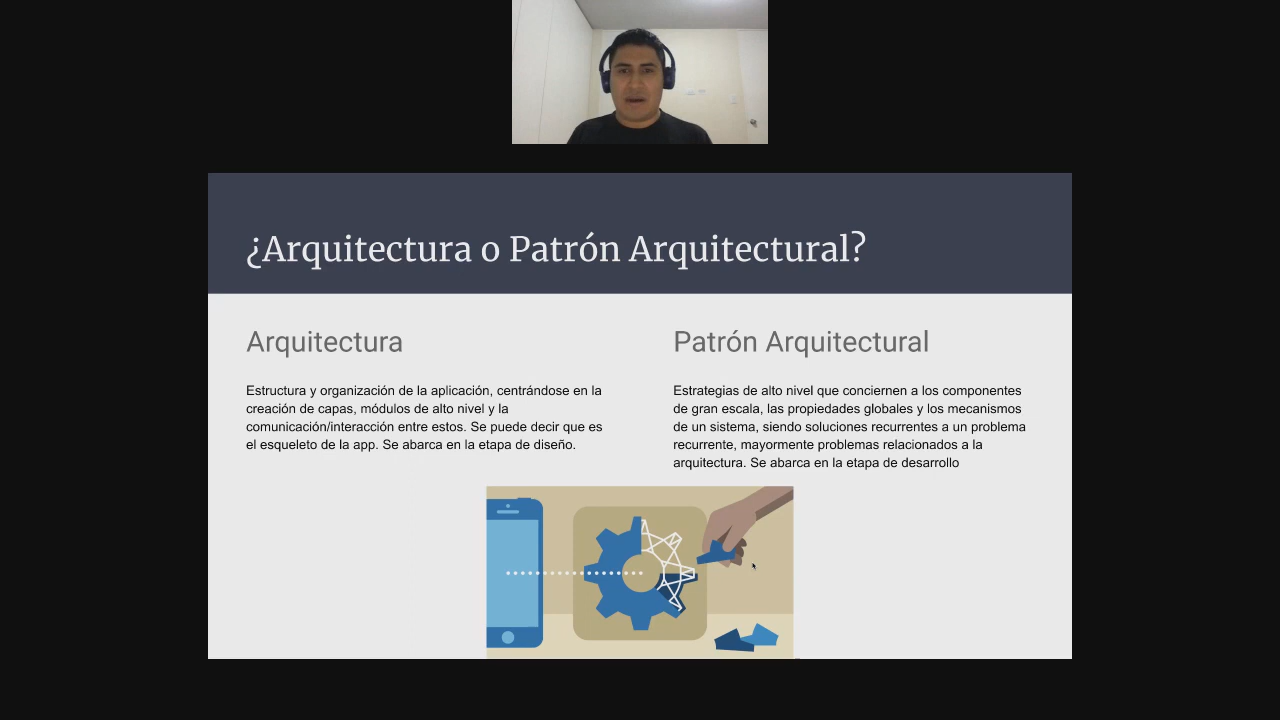 ¿Arquitectura o Patrón Arquitectural?
Arquitectura
Estructura y organización de la aplicación, centrándose en la
creación de capas, módulos de alto nivel y la
comunicación/interacción entre estos. Se puede decir que es
el esqueleto de la app. Se abarca en la etapa de diseño.
Patrón Arquitectural
Estrategias de alto nivel que conciernen a los componentes
de gran escala, las propiedades globales y los mecanismos
de un sistema, siendo soluciones recurrentes a un problema
recurrente, mayormente problemas relacionados a la
arquitectura. Se abarca en la etapa de desarrollo